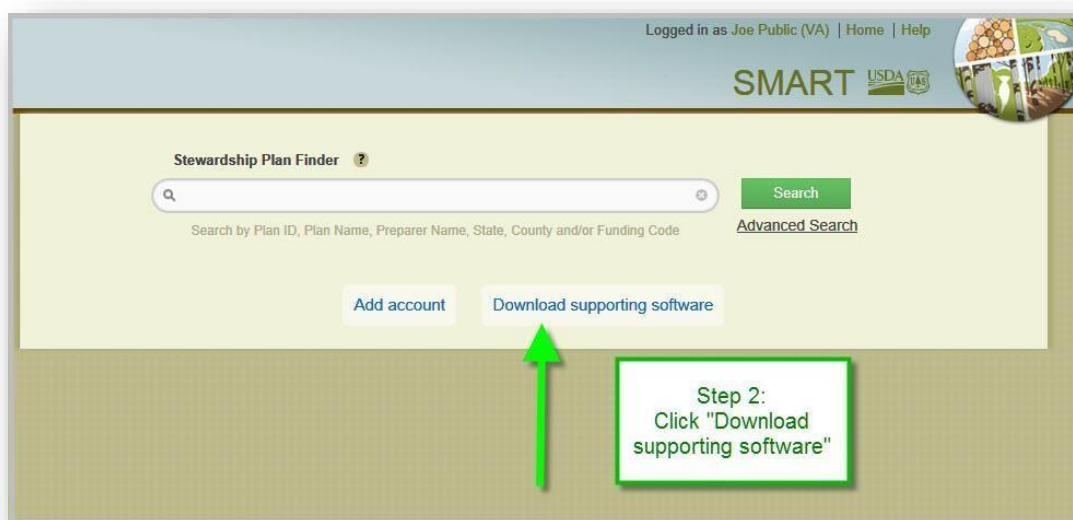 Logged in as Joe Public (VA) | Home | Help
SMART USDA
Stewardship Plan Finder ?
Search
Search by Plan ID, Plan Name, Preparer Name, State, County and/or Funding Code
Advanced Search
Add account
Download supporting software
Step 2:
Click "Download
supporting software"